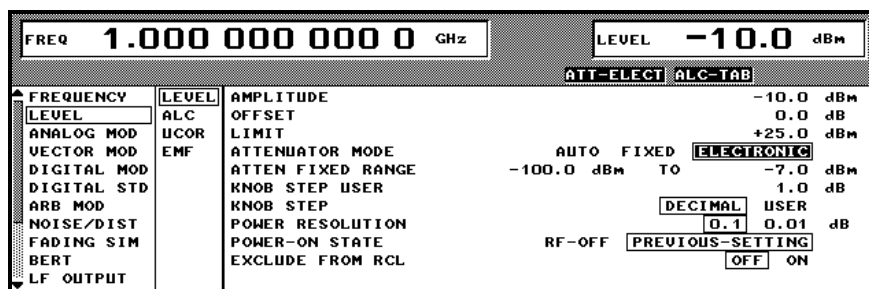 FREQ 1.000 000 000 0 GHz LEVEL -10.0 dBm
ATT-ELECT ALC-TAB
FREQUENCY LEVEL AMPLITUDE -10.0 dBm
LEVEL ALC OFFSET 0.0 dB
ANALOG MOD UCOR LIMIT +25.0 dBm
VECTOR MOD EMF ATTENUATOR MODE AUTO FIXED ELECTRONIC
DIGITAL MOD ATTEN FIXED RANGE -100.0 dBm TO -7.0 dBm
DIGITAL STD KNOB STEP USER 1.0 dB
ARB MOD KNOB STEP DECIMAL USER
NOISE/DIST POWER RESOLUTION 0.1 0.01 dB
FADING SIM POWER-ON STATE RF-OFF PREVIOUS-SETTING
BERT EXCLUDE FROM RCL OFF ON
LF OUTPUT